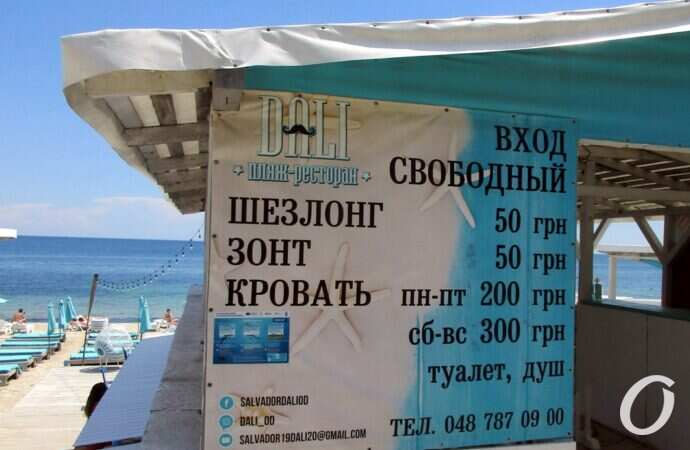 DALI
ПЛЯЖ-РЕСТОРАН
ВХОД
СВОБОДНЫЙ
ШЕЗЛОНГ 50 грн
ЗОНТ 50 грн
КРОВАТЬ пн-пт 200 грн
сб-вс 300 грн
туалет, душ
SALVADORDALIOD
DALI_OD
SALVADOR19DALI20@GMAIL.COM
ТЕЛ. 048 787 09 00